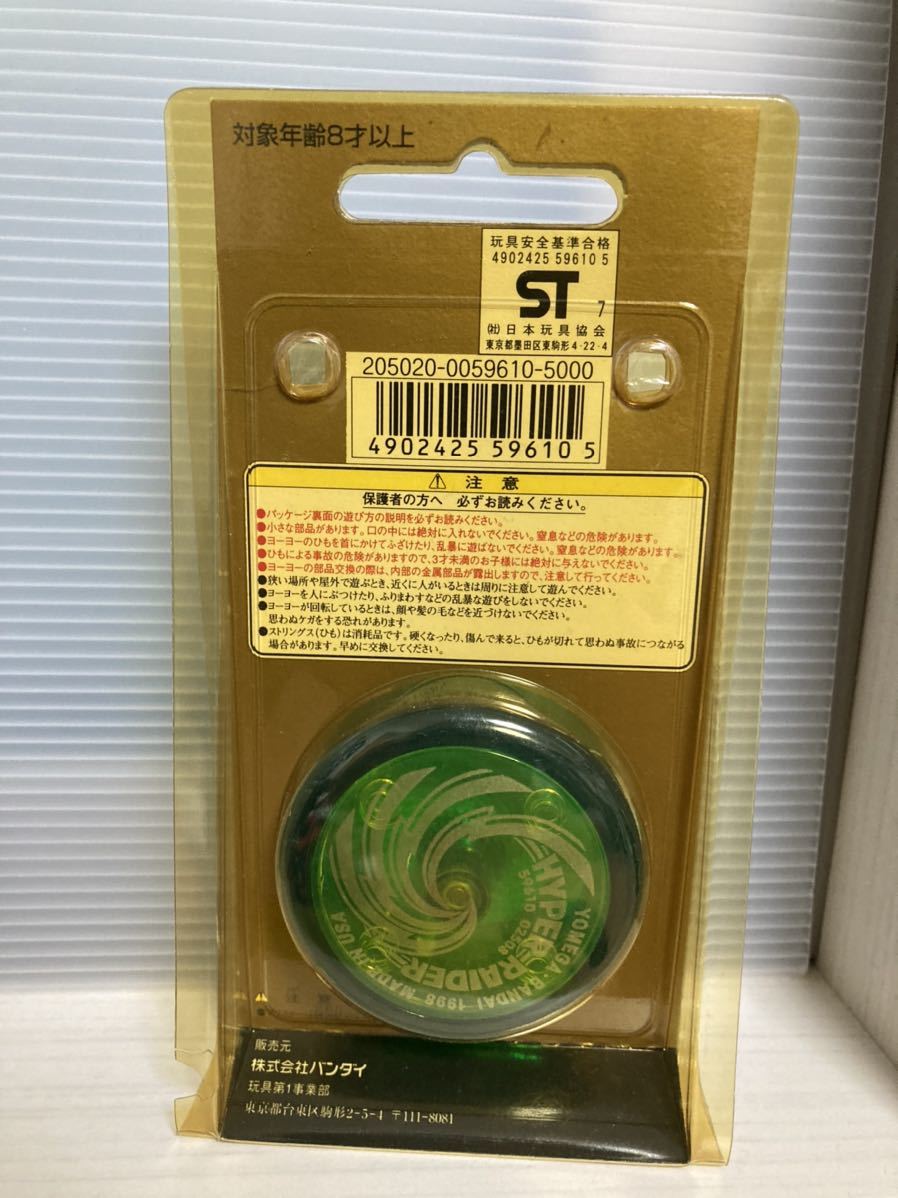 対象年齢8才以上
玩具安全基準合格
4902425 59610 5
ST 7
㈳日本玩具協会
東京都墨田区東駒形4-22-4
205020-0059610-5000
4902425 596105
⚠ 注意
保護者の方へ 必ずお読みください。
●パッケージ裏面の遊び方の説明を必ずお読みください。
●小さな部品があります。口の中には絶対に入れないでください。窒息などの危険があります。
●ヨーヨーのひもを首にかけてふざけたり、乱暴に遊ばないでください。窒息などの危険があります。
●ひもによる事故の危険がありますので、3才未満のお子様には絶対に与えないでください。
●ヨーヨーの部品交換の際は、内部の金属部品が露出しますので、注意して行ってください。
●狭い場所や屋外で遊ぶとき、近くに人がいるときは周りに注意して遊んでください。
●ヨーヨーを人にぶつけたり、ふりまわすなどの乱暴な遊びをしないでください。
●ヨーヨーが回転しているときは、顔や髪の毛などを近づけないでください。
思わぬケガをする恐れがあります。
●ストリングス(ひも)は消耗品です。硬くなったり、傷んで来ると、ひもが切れて思わぬ事故につながる
場合があります。早めに交換してください。
HYPER RAIDER
59610
YOMEGA BANDAI 1998 MADE IN USA
販売元
株式会社バンダイ
玩具第1事業部
東京都台東区駒形2-5-4 〒111-8081